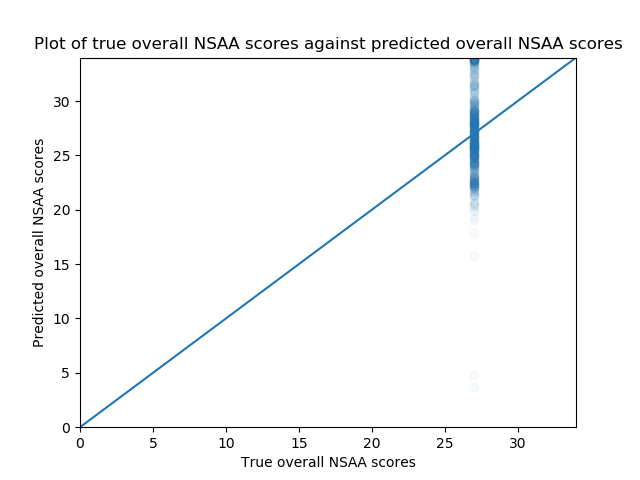 Plot of true overall NSAA scores against predicted overall NSAA scores
30
25
20
15
10
5
0
Predicted overall NSAA scores
0 5 10 15 20 25 30
True overall NSAA scores